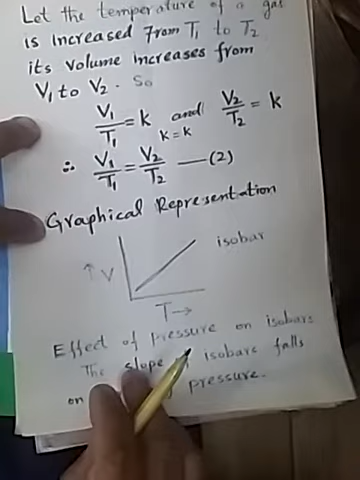 Let the temperature of a gas
is increased from T₁ to T₂
its volume increases from
V₁ to V₂. So
V₁/T₁ = k and V₂/T₂ = k
k = k
∴ V₁/T₁ = V₂/T₂ —(2)
Graphical Representation
isobar
↑ V
T→
Effect of pressure on isobars
The slope of isobars falls
on pressure.